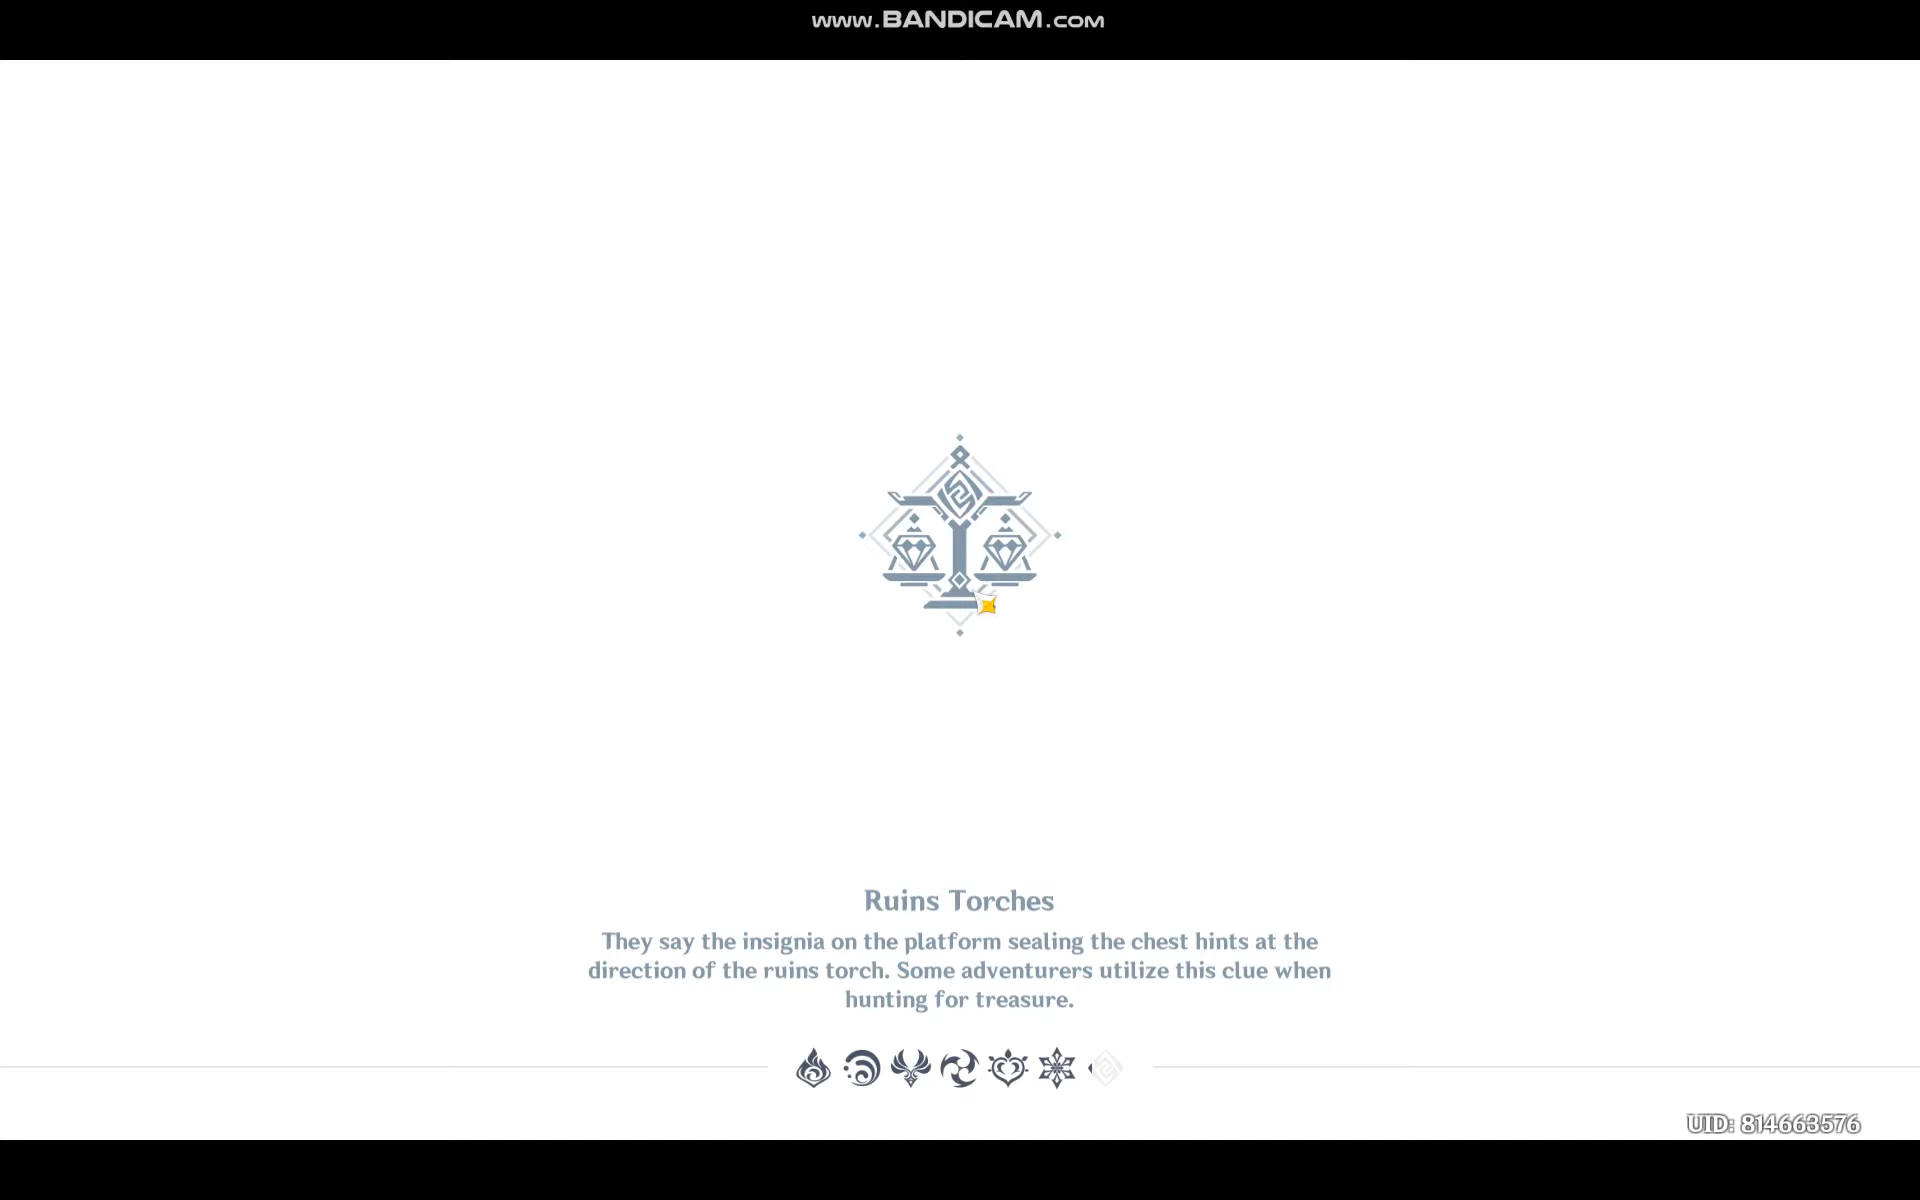 www.BANDICAM.com
Ruins Torches
They say the insignia on the platform sealing the chest hints at the
direction of the ruins torch. Some adventurers utilize this clue when
hunting for treasure.
UID: 814663576